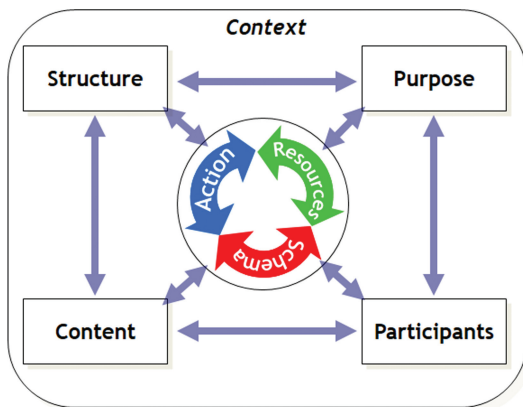 Context
Structure
Purpose
Action
Resources
Schema
Content
Participants